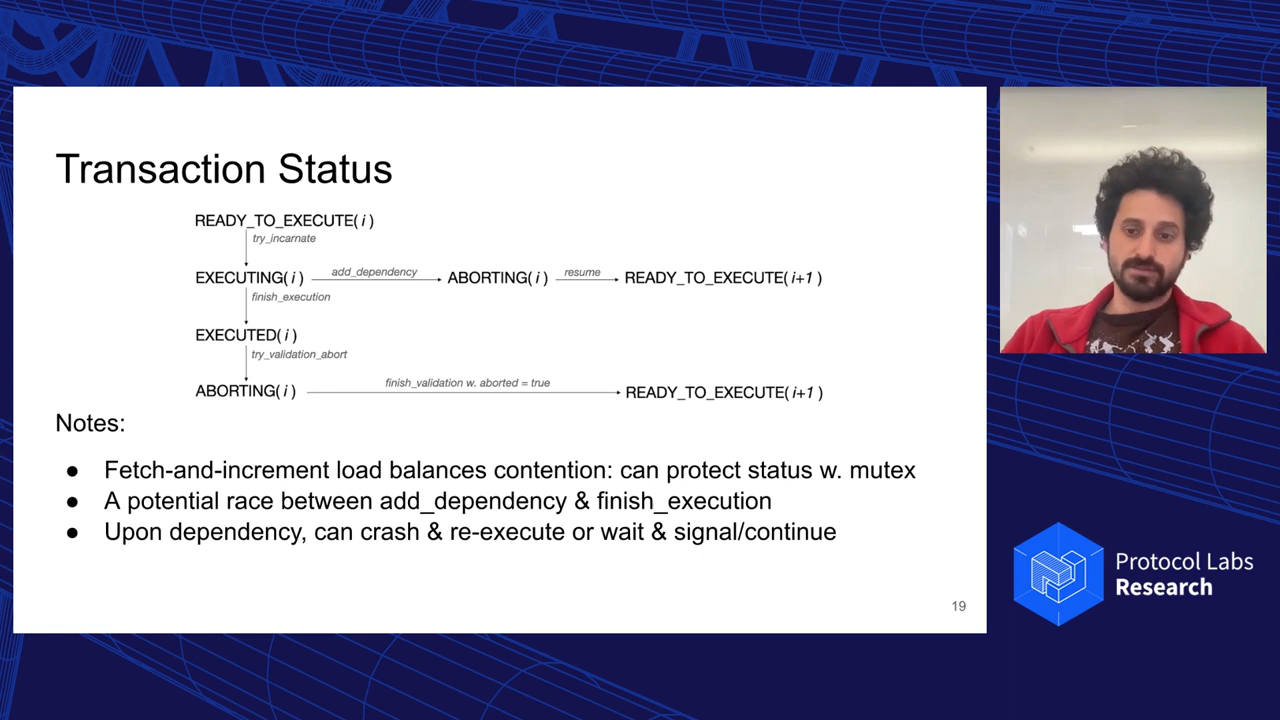 Transaction Status
READY_TO_EXECUTE( i )
try_incarnate
EXECUTING( i ) add_dependency ABORTING( i ) resume READY_TO_EXECUTE( i+1 )
finish_execution
EXECUTED( i )
try_validation_abort
ABORTING( i ) finish_validation w. aborted = true READY_TO_EXECUTE( i+1 )
Notes:
● Fetch-and-increment load balances contention: can protect status w. mutex
● A potential race between add_dependency & finish_execution
● Upon dependency, can crash & re-execute or wait & signal/continue
19
Protocol Labs
Research